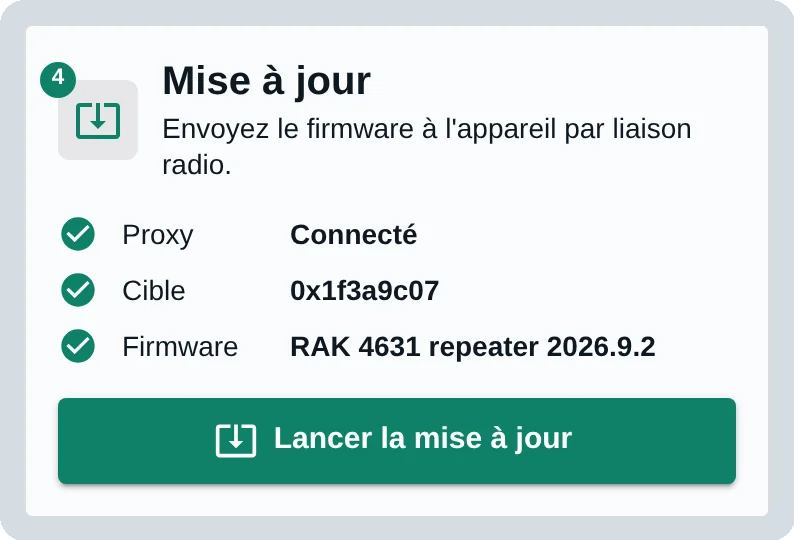 4
Mise à jour
Envoyez le firmware à l'appareil par liaison
radio.
Proxy Connecté
Cible 0x1f3a9c07
Firmware RAK 4631 repeater 2026.9.2
Lancer la mise à jour